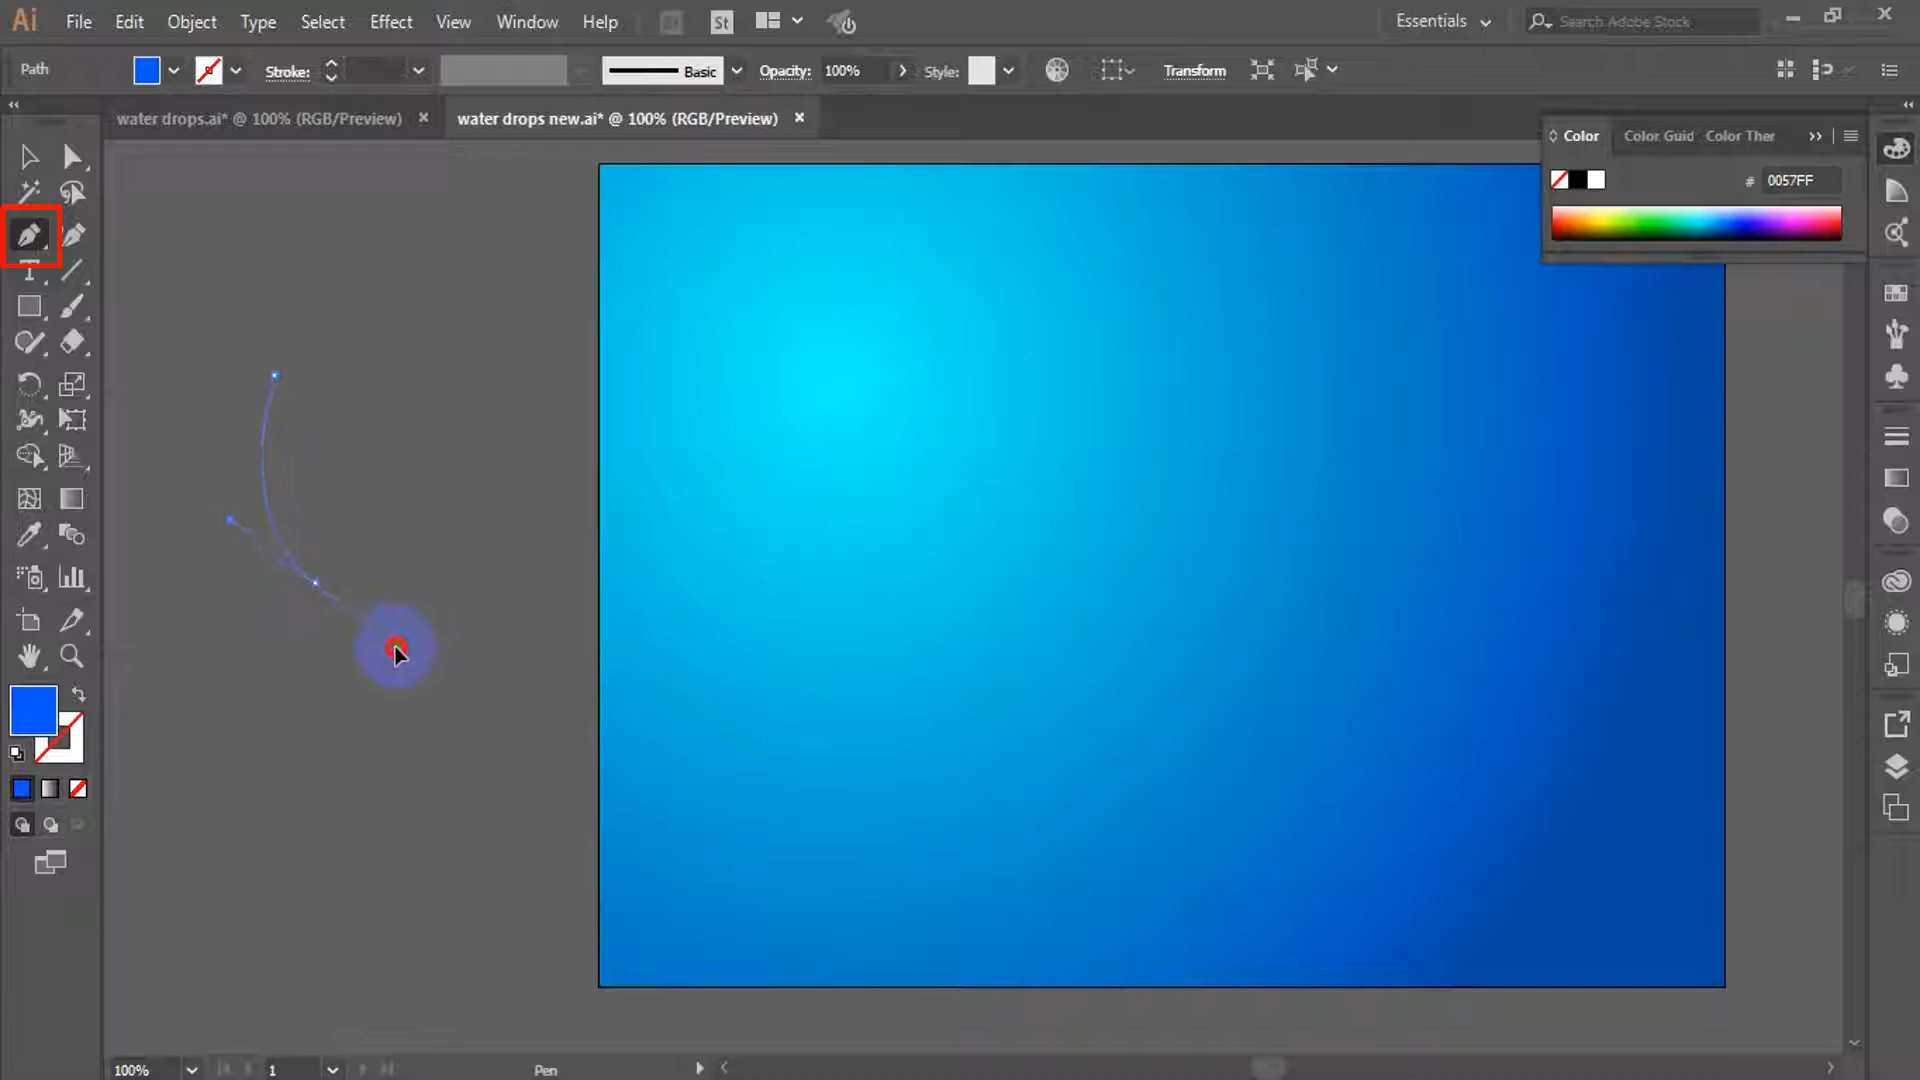 Ai File Edit Object Type Select Effect View Window Help St Essentials Search Adobe Stock
Path Stroke: Basic Opacity: 100% Style: Transform
water drops.ai* @ 100% (RGB/Preview) water drops new.ai* @ 100% (RGB/Preview)
Color Color Guid Color Ther
# 0057FF
T
100% 1 Pen